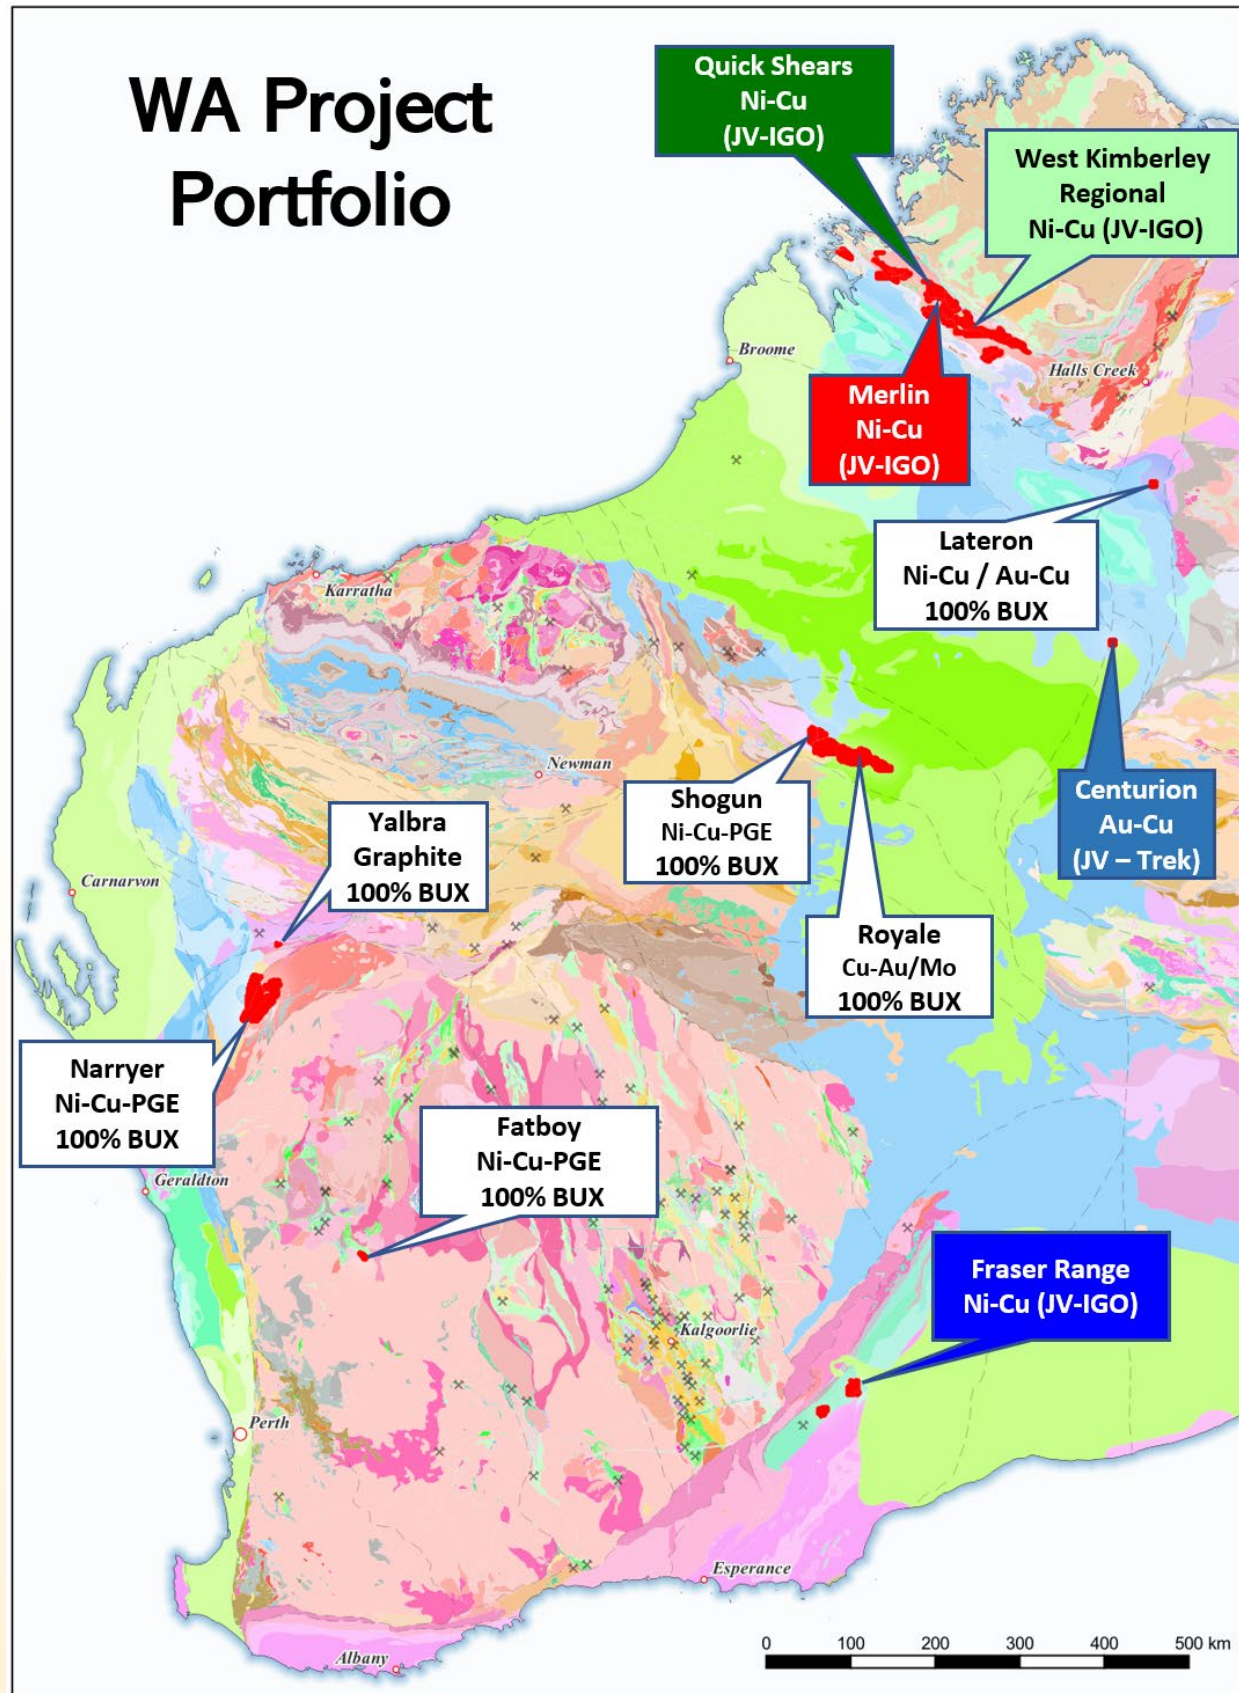 WA Project
Portfolio
Quick Shears
Ni-Cu
(JV-IGO)
West Kimberley
Regional
Ni-Cu (JV-IGO)
Broome
Halls Creek
Merlin
Ni-Cu
(JV-IGO)
Lateron
Ni-Cu / Au-Cu
100% BUX
Karratha
Newman
Shogun
Ni-Cu-PGE
100% BUX
Centurion
Au-Cu
(JV – Trek)
Yalbra
Graphite
100% BUX
Carnarvon
Royale
Cu-Au/Mo
100% BUX
Narryer
Ni-Cu-PGE
100% BUX
Geraldton
Fatboy
Ni-Cu-PGE
100% BUX
Fraser Range
Ni-Cu (JV-IGO)
Kalgoorlie
Perth
Esperance
Albany
0 100 200 300 400 500 km